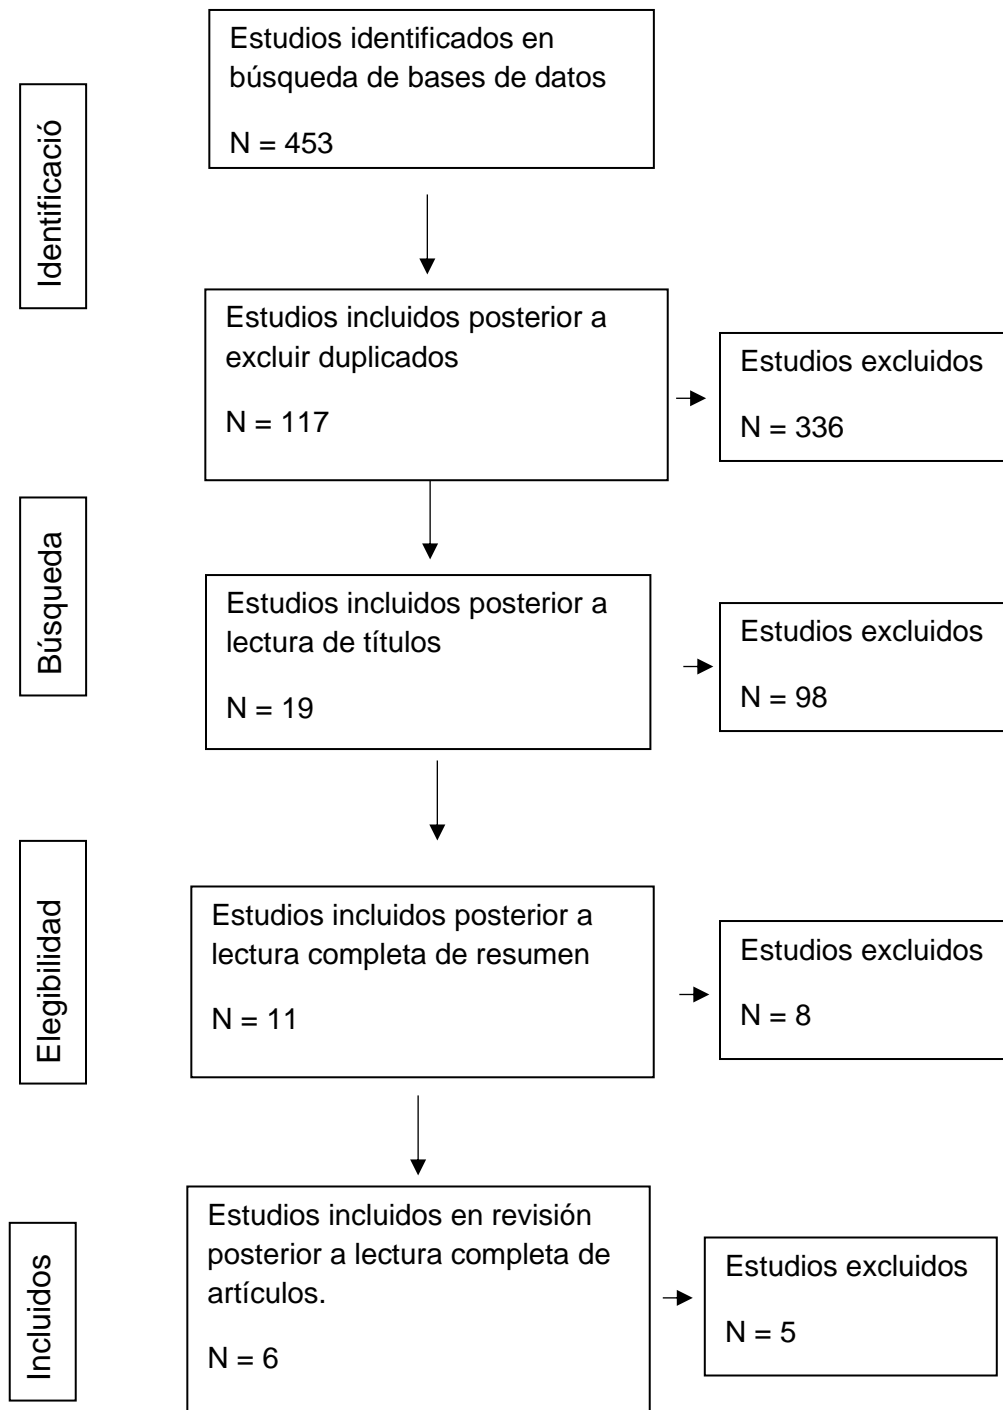 Identificació
Estudios identificados en
búsqueda de bases de datos
N = 453
Estudios incluidos posterior a
excluir duplicados
N = 117
Estudios excluidos
N = 336
Búsqueda
Estudios incluidos posterior a
lectura de títulos
N = 19
Estudios excluidos
N = 98
Elegibilidad
Estudios incluidos posterior a
lectura completa de resumen
N = 11
Estudios excluidos
N = 8
Incluidos
Estudios incluidos en revisión
posterior a lectura completa de
artículos.
N = 6
Estudios excluidos
N = 5